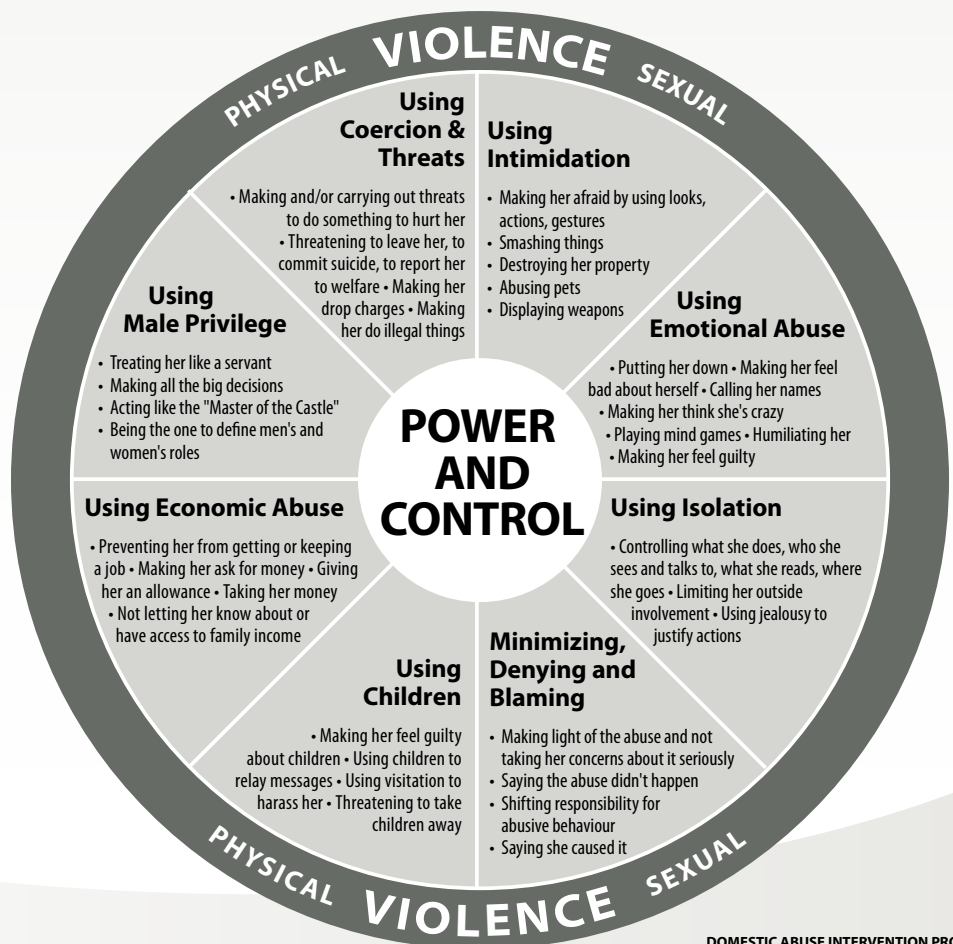 PHYSICAL VIOLENCE SEXUAL
Using
Coercion &
Threats
• Making and/or carrying out threats
to do something to hurt her
• Threatening to leave her, to
commit suicide, to report her
to welfare • Making her
drop charges • Making
her do illegal things
Using
Intimidation
• Making her afraid by using looks,
actions, gestures
• Smashing things
• Destroying her property
• Abusing pets
• Displaying weapons
Using
Male Privilege
• Treating her like a servant
• Making all the big decisions
• Acting like the "Master of the Castle"
• Being the one to define men's and
women's roles
Using
Emotional Abuse
• Putting her down • Making her feel
bad about herself • Calling her names
• Making her think she's crazy
• Playing mind games • Humiliating her
• Making her feel guilty
POWER
AND
CONTROL
Using Economic Abuse
• Preventing her from getting or keeping
a job • Making her ask for money • Giving
her an allowance • Taking her money
• Not letting her know about or
have access to family income
Using Isolation
• Controlling what she does, who she
sees and talks to, what she reads, where
she goes • Limiting her outside
involvement • Using jealousy to
justify actions
Using
Children
• Making her feel guilty
about children • Using children to
relay messages • Using visitation to
harass her • Threatening to take
children away
Minimizing,
Denying and
Blaming
• Making light of the abuse and not
taking her concerns about it seriously
• Saying the abuse didn't happen
• Shifting responsibility for
abusive behaviour
• Saying she caused it
PHYSICAL VIOLENCE SEXUAL
DOMESTIC ABUSE INTERVENTION